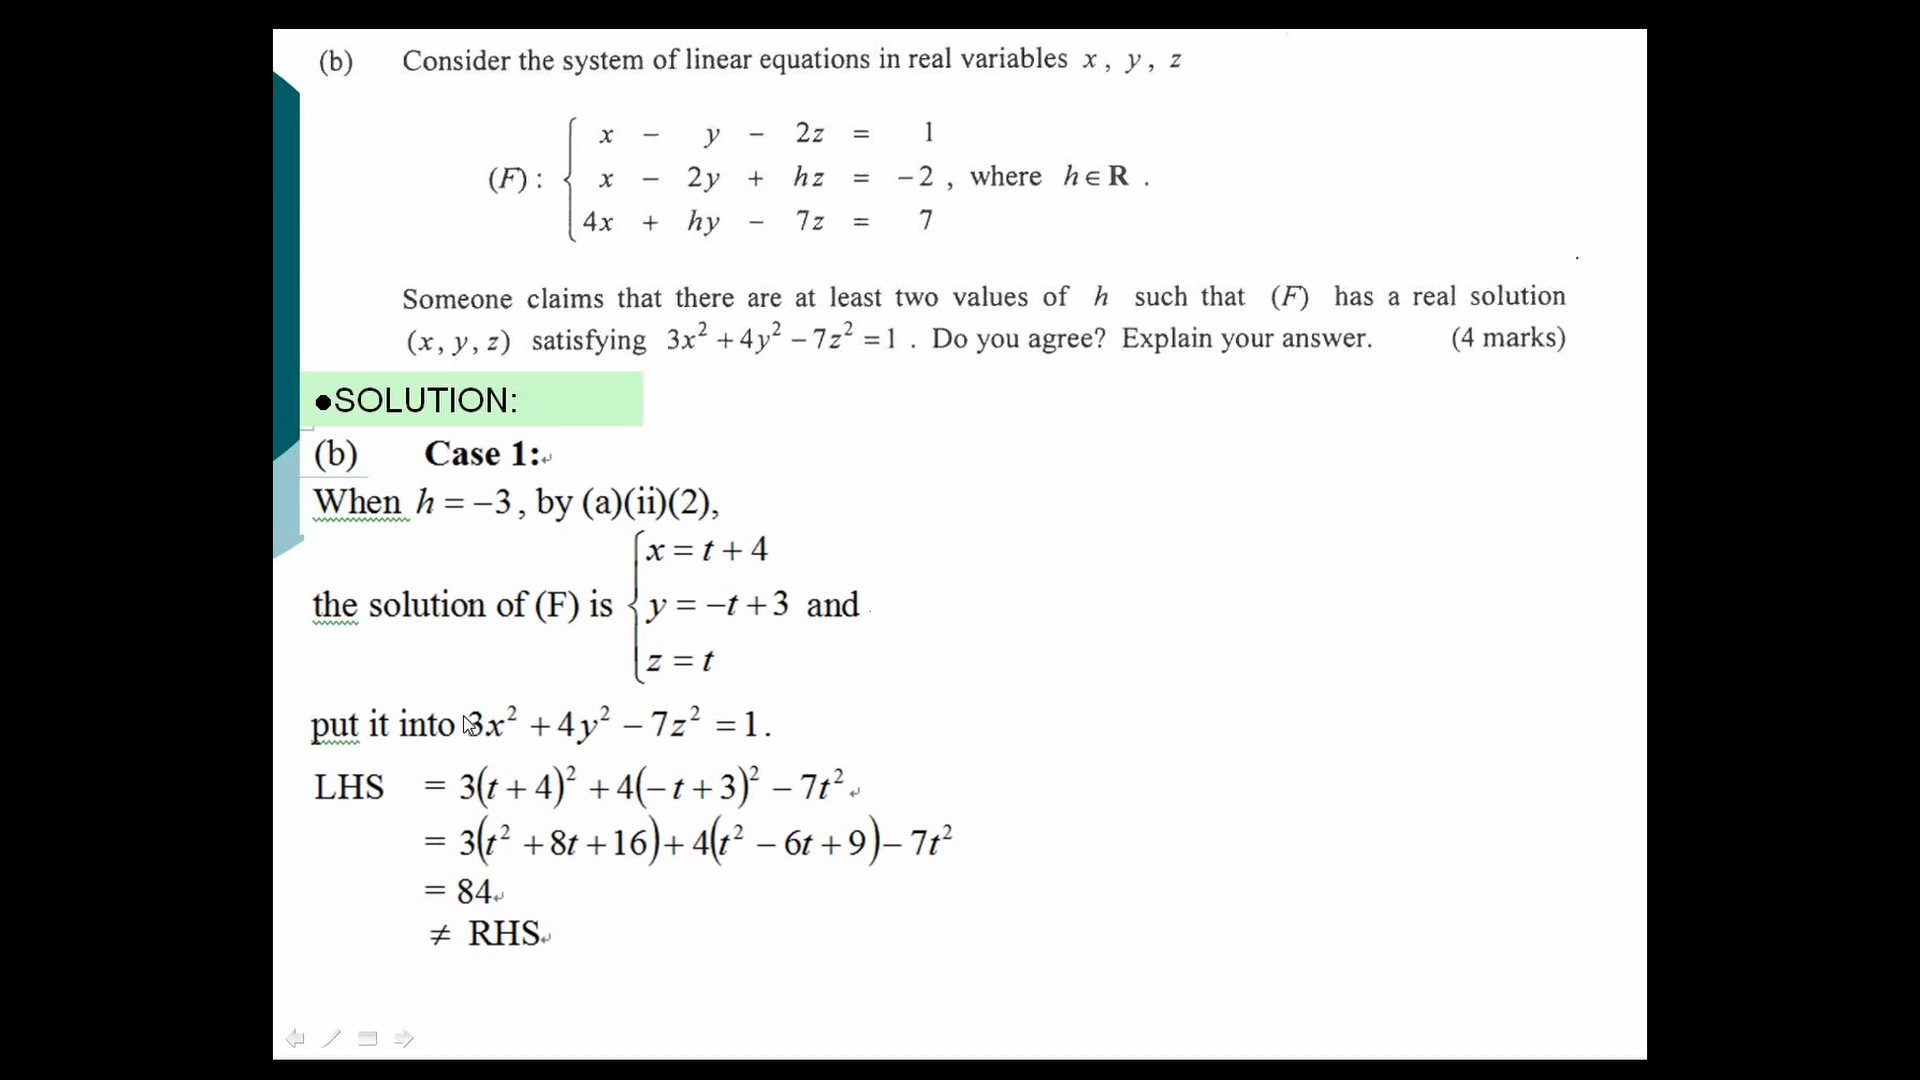 (b) Consider the system of linear equations in real variables x, y, z
x − y − 2z = 1
(F): x − 2y + hz = −2, where h∈R.
4x + hy − 7z = 7
Someone claims that there are at least two values of h such that (F) has a real solution
(x, y, z) satisfying 3x² + 4y² − 7z² = 1. Do you agree? Explain your answer. (4 marks)
●SOLUTION:
(b) Case 1:
When h = −3, by (a)(ii)(2),
x = t + 4
the solution of (F) is y = −t + 3 and
z = t
put it into 3x² + 4y² − 7z² = 1.
LHS = 3(t + 4)² + 4(−t + 3)² − 7t²
= 3(t² + 8t + 16) + 4(t² − 6t + 9) − 7t²
= 84
≠ RHS